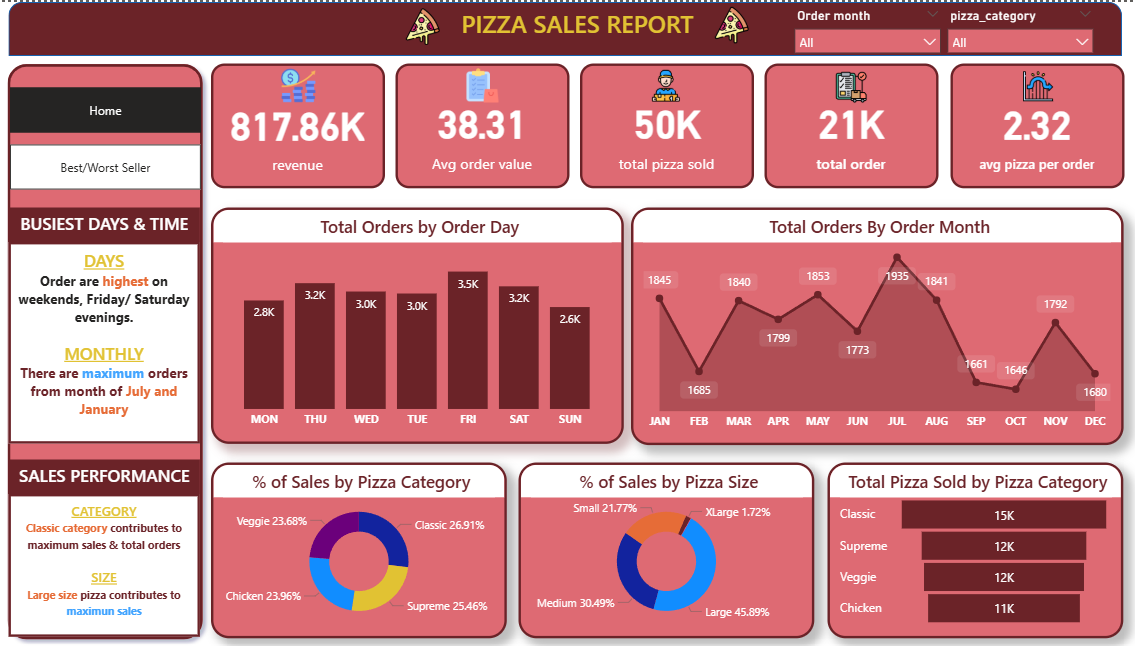 PIZZA SALES REPORT
Order month
pizza_category
All
All
Home
Best/Worst Seller
BUSIEST DAYS & TIME
DAYS
Order are highest on
weekends, Friday/ Saturday
evenings.
MONTHLY
There are maximum orders
from month of July and
January
SALES PERFORMANCE
CATEGORY
Classic category contributes to
maximum sales & total orders
SIZE
Large size pizza contributes to
maximun sales
817.86K
revenue
38.31
Avg order value
50K
total pizza sold
21K
total order
2.32
avg pizza per order
Total Orders by Order Day
2.8K
3.2K
3.0K
3.0K
3.5K
3.2K
2.6K
MON THU WED TUE FRI SAT SUN
Total Orders By Order Month
1845
1685
1840
1799
1853
1773
1935
1841
1661
1646
1792
1680
JAN FEB MAR APR MAY JUN JUL AUG SEP OCT NOV DEC
% of Sales by Pizza Category
Veggie 23.68%
Classic 26.91%
Chicken 23.96%
Supreme 25.46%
% of Sales by Pizza Size
Small 21.77%
XLarge 1.72%
Medium 30.49%
Large 45.89%
Total Pizza Sold by Pizza Category
Classic 15K
Supreme 12K
Veggie 12K
Chicken 11K